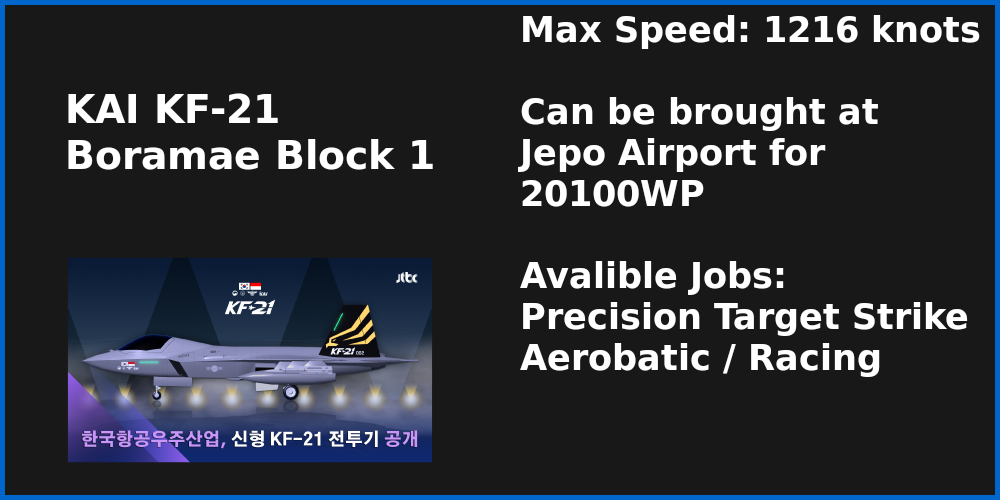 KAI KF-21
Boramae Block 1
Max Speed: 1216 knots
Can be brought at
Jepo Airport for
20100WP
Avalible Jobs:
Precision Target Strike
Aerobatic / Racing
jtbc
KF-21
KF-21 002
한국항공우주산업, 신형 KF-21 전투기 공개